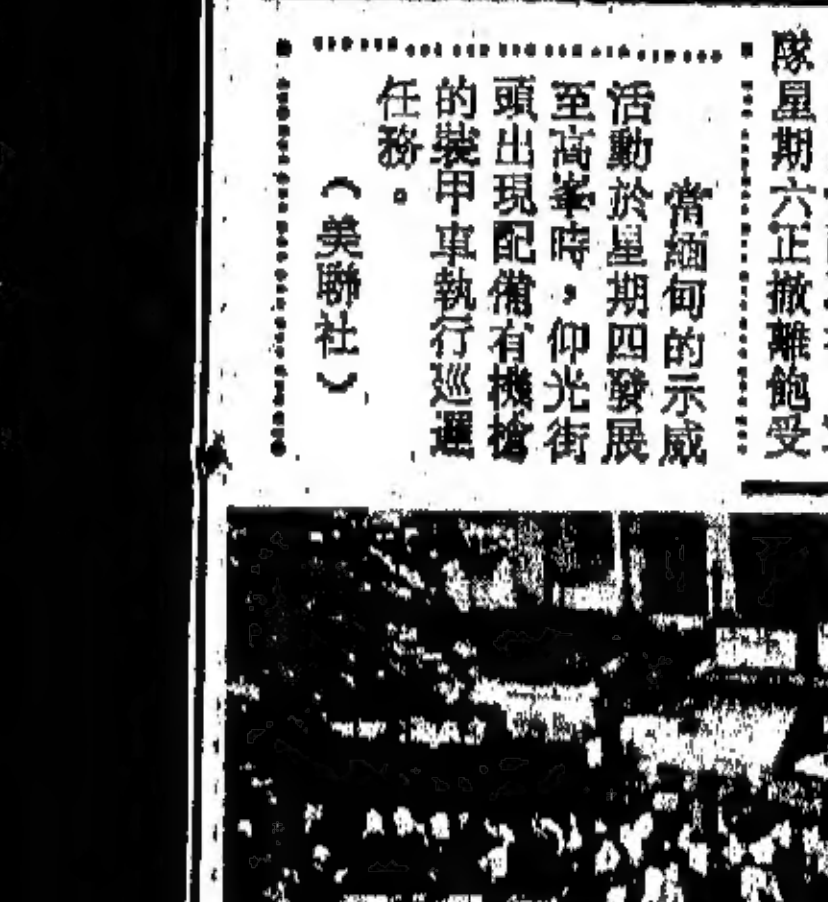 隊星期六正撤離飽受
當緬甸的示威
活動於星期四發展
至高峯時，仰光街
頭出現配備有機槍
的裝甲車執行巡邏
任務。
（美聯社）